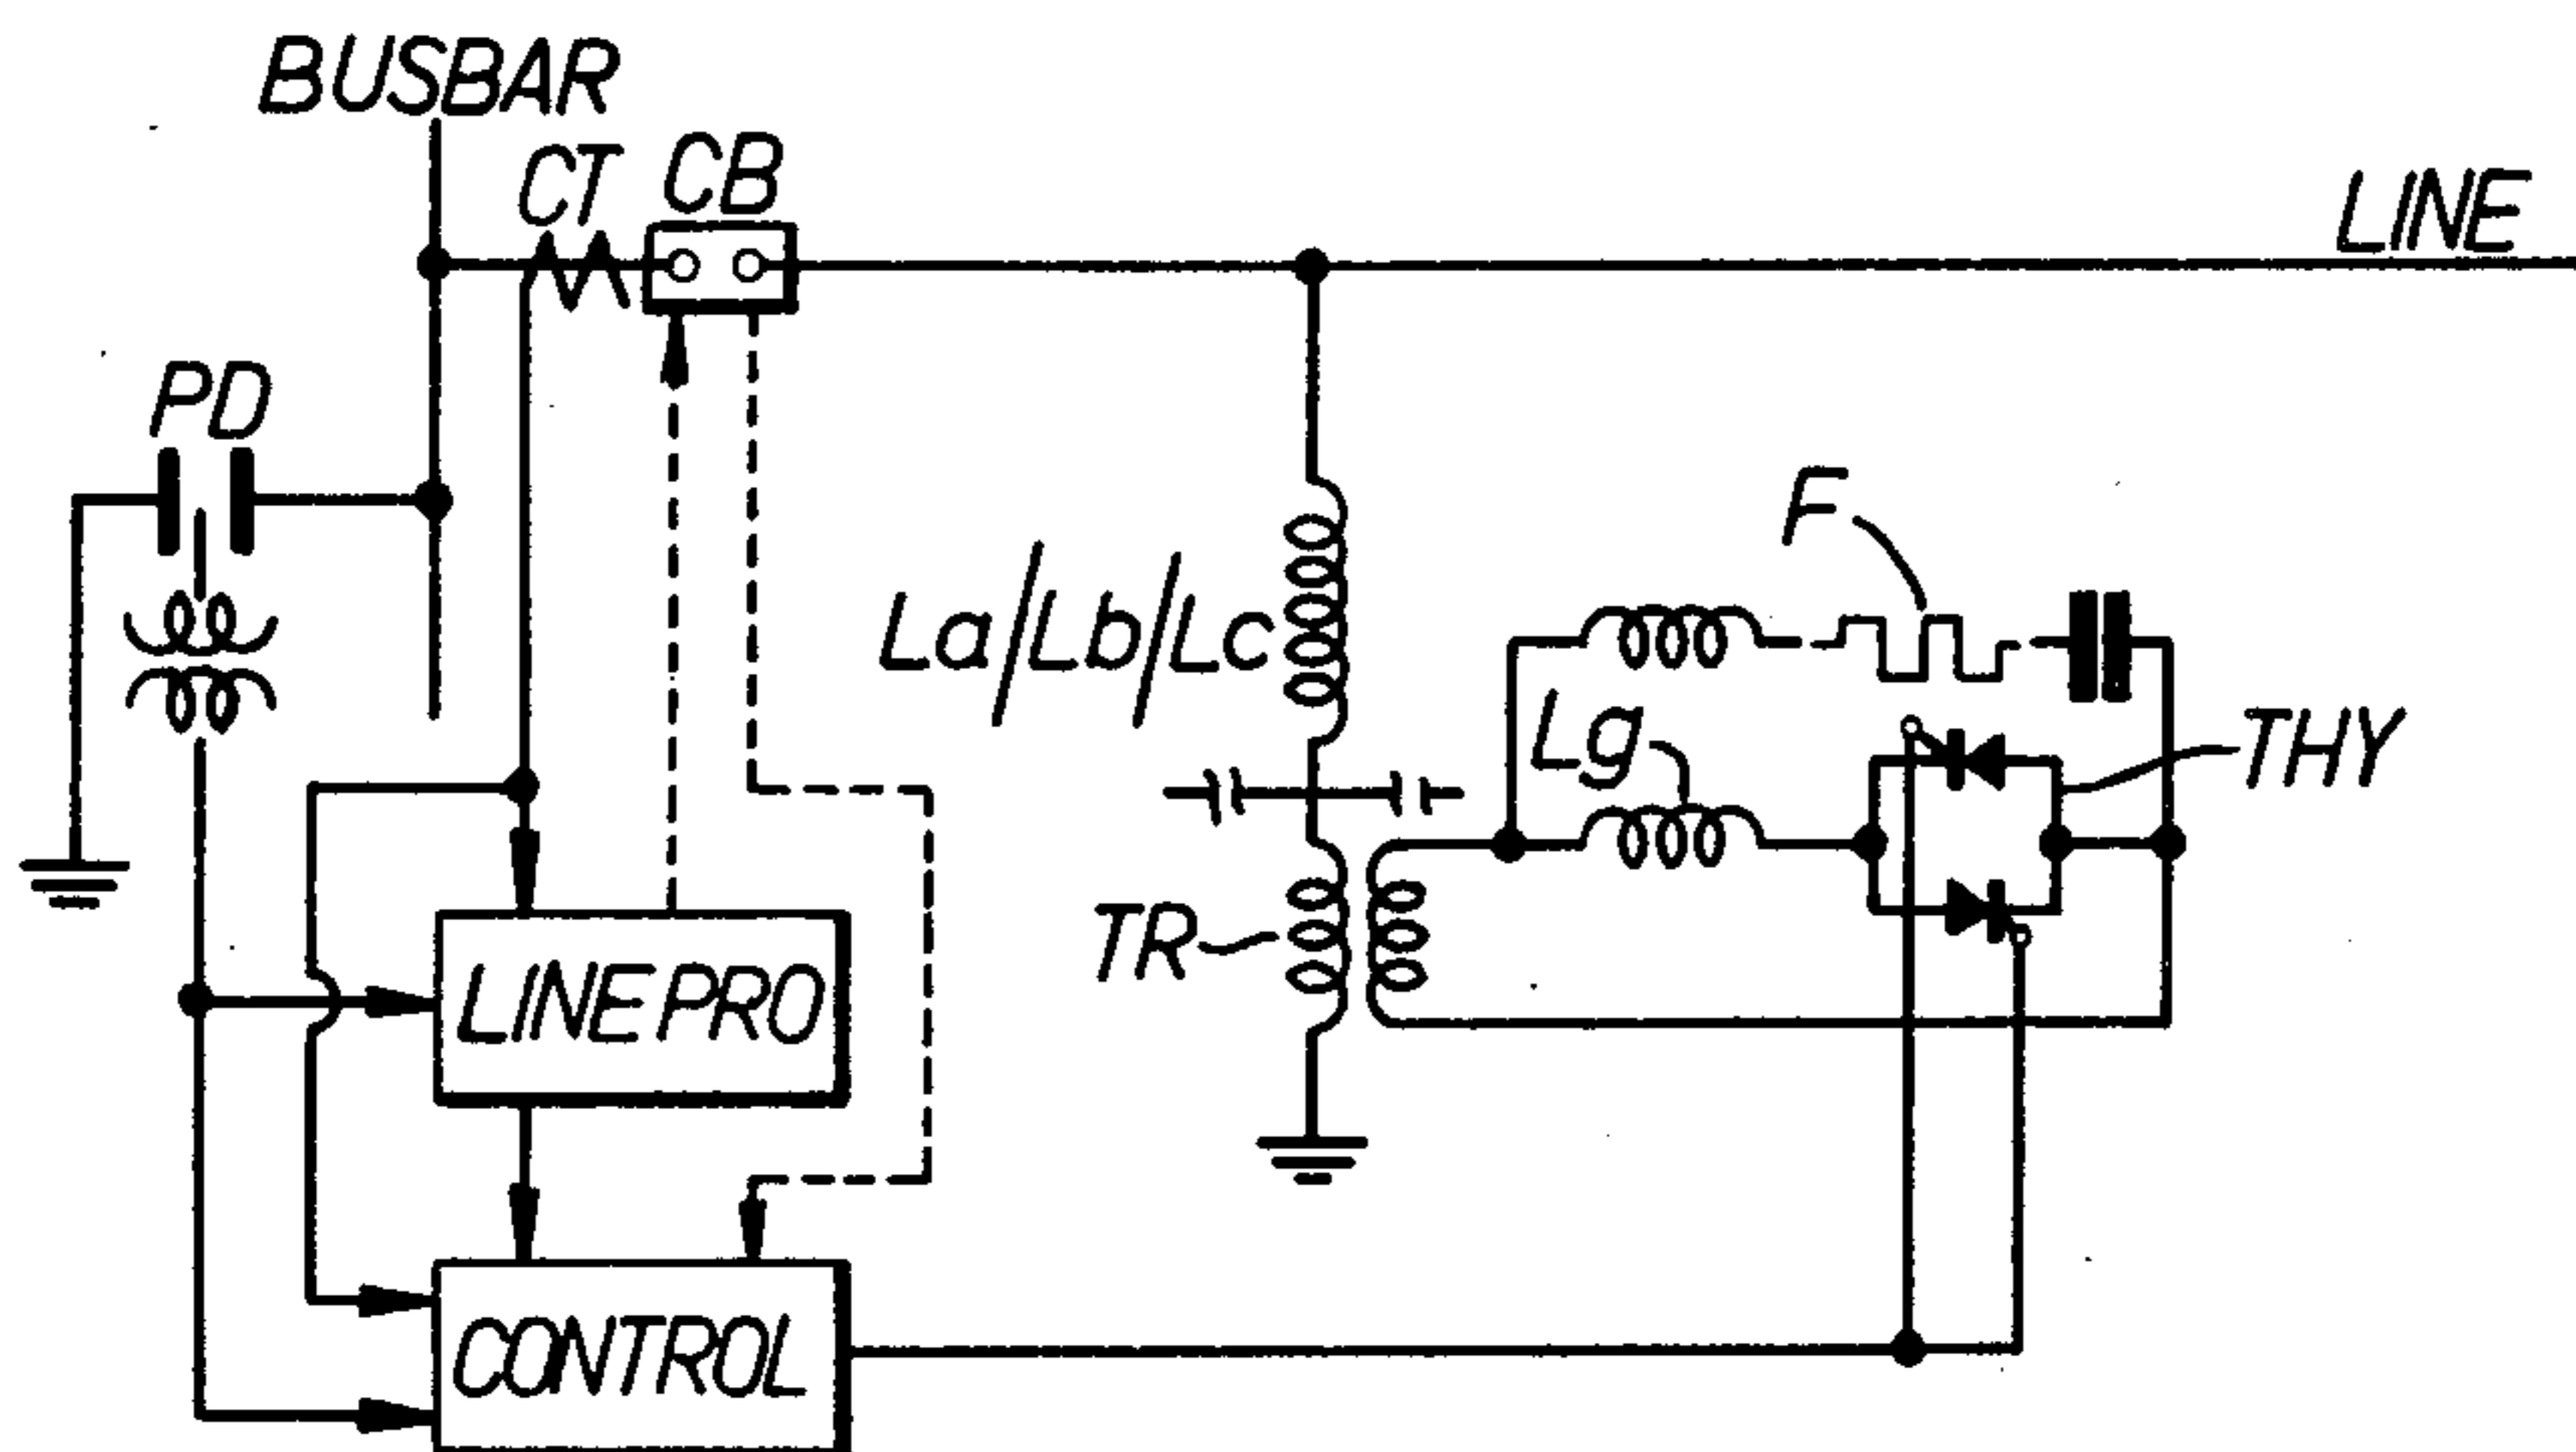 BUSBAR
CT
CB
LINE
PD
F
La/Lb/Lc
Lg
THY
TR
LINE PRO
CONTROL